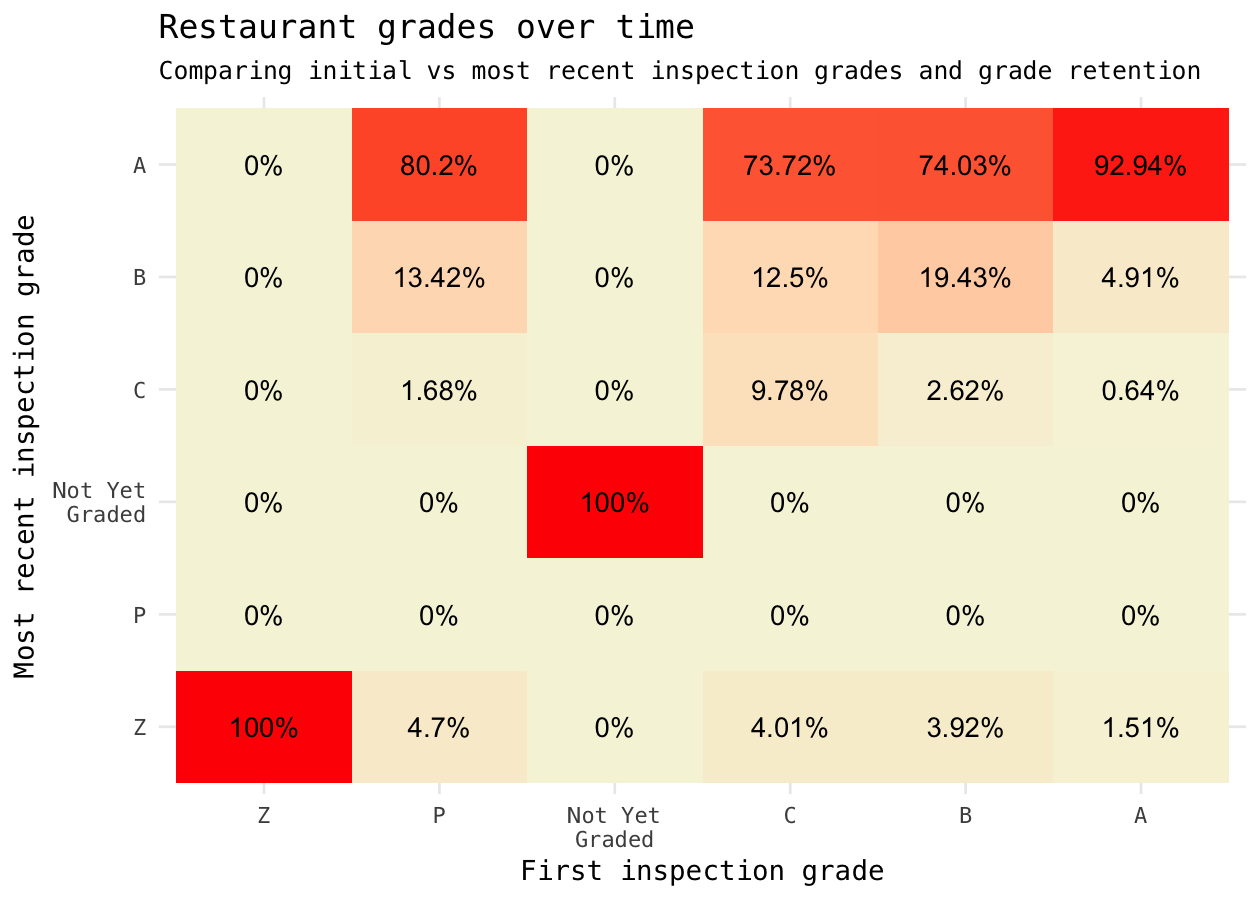 Restaurant grades over time
Comparing initial vs most recent inspection grades and grade retention
Most recent inspection grade
A
0%
80.2%
0%
73.72%
74.03%
92.94%
B
0%
13.42%
0%
12.5%
19.43%
4.91%
C
0%
1.68%
0%
9.78%
2.62%
0.64%
Not Yet
Graded
0%
0%
100%
0%
0%
0%
P
0%
0%
0%
0%
0%
0%
Z
100%
4.7%
0%
4.01%
3.92%
1.51%
Z
P
Not Yet
Graded
C
B
A
First inspection grade